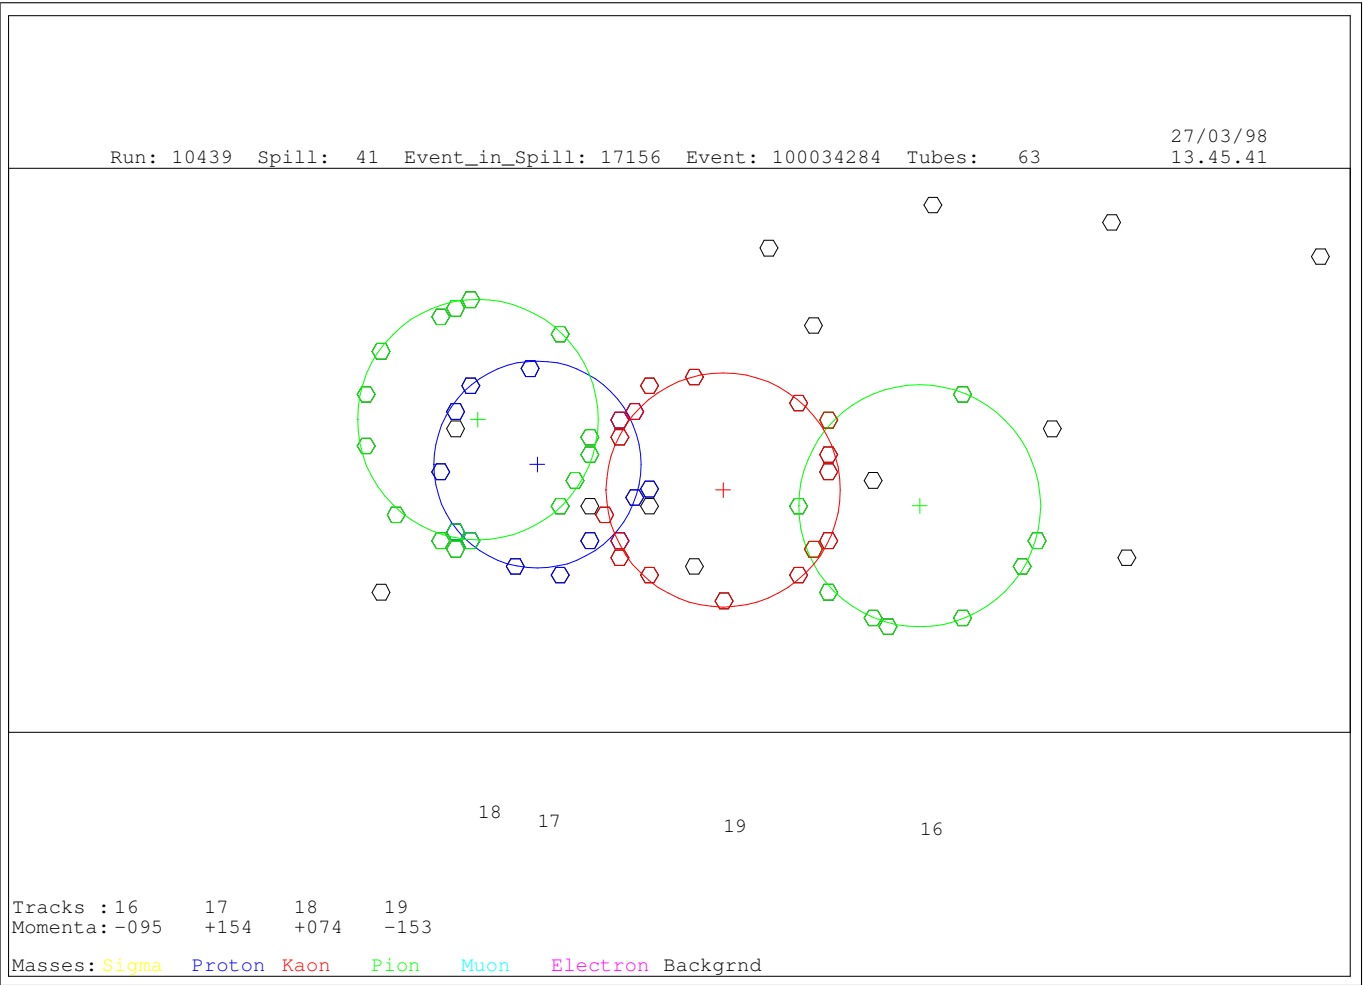 27/03/98
Run: 10439 Spill: 41 Event_in_Spill: 17156 Event: 100034284 Tubes: 63 13.45.41
18 17 19 16
Tracks : 16 17 18 19
Momenta: -095 +154 +074 -153
Masses: Sigma Proton Kaon Pion Muon Electron Backgrnd